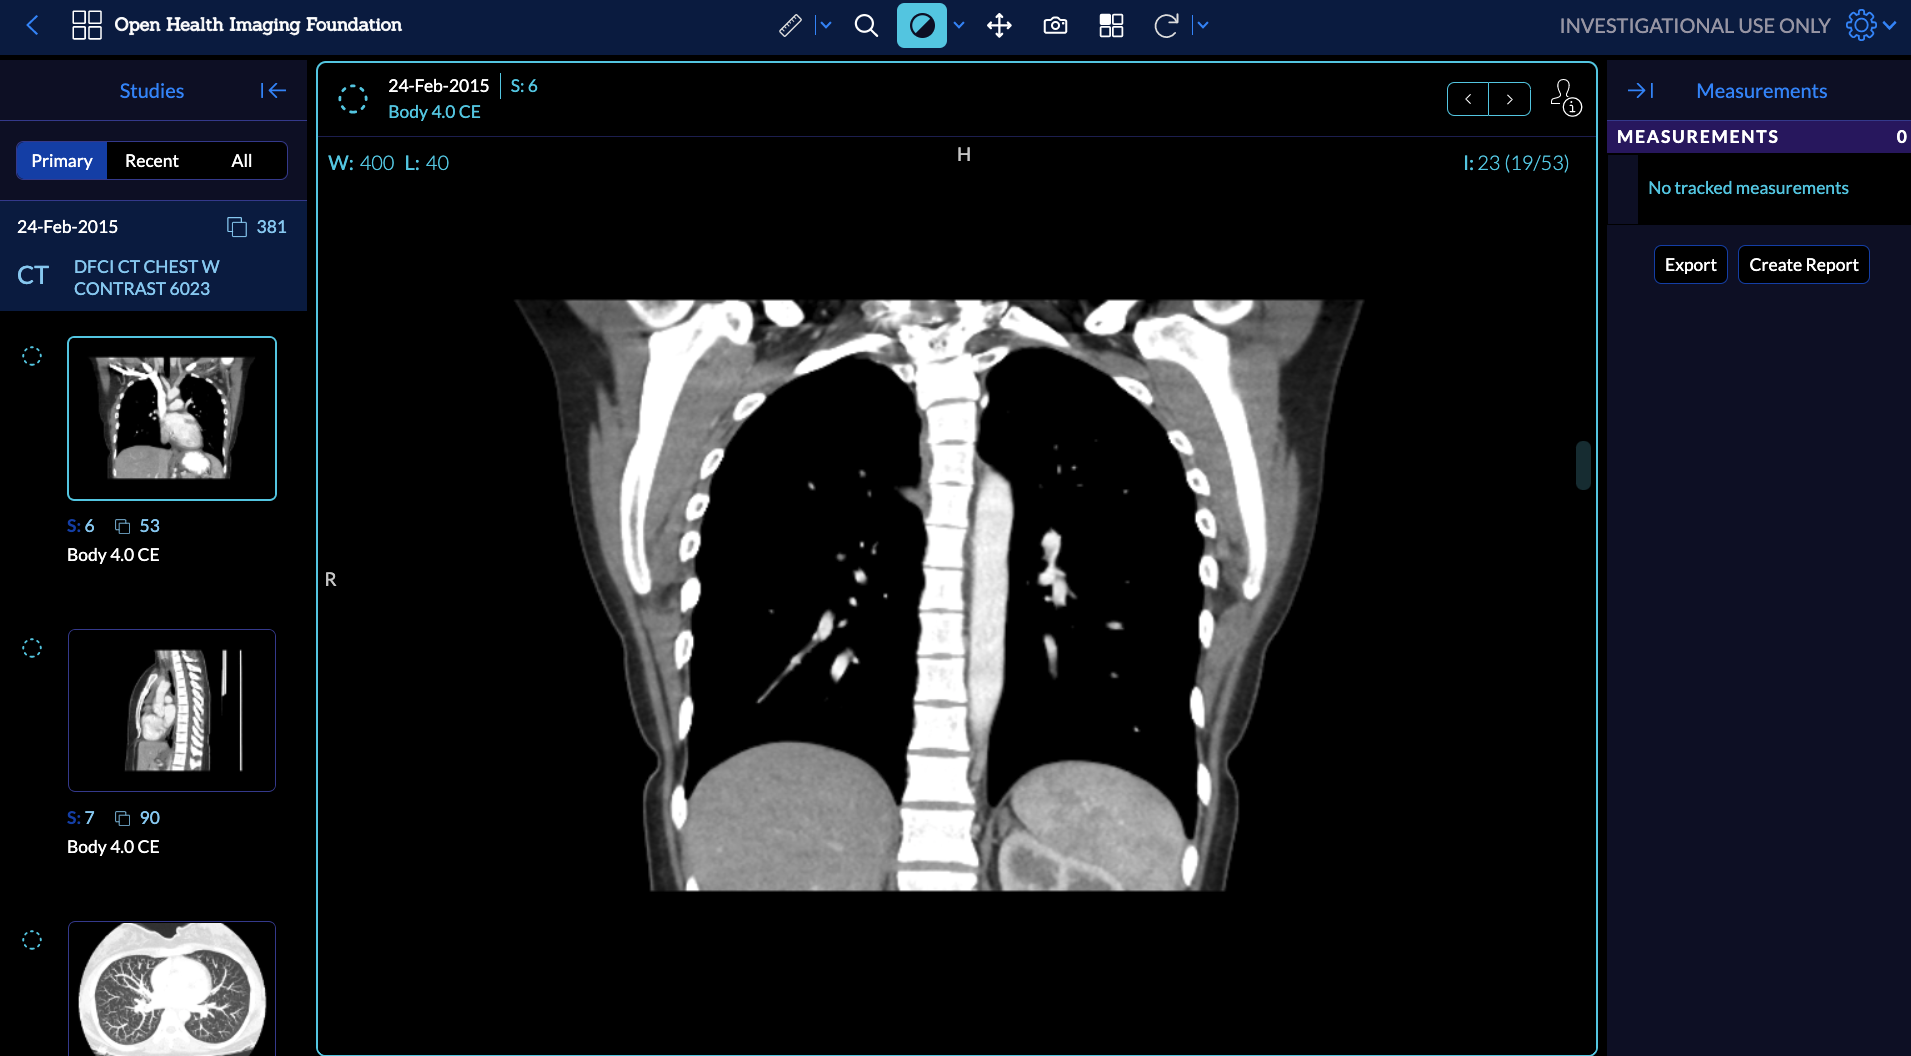 Open Health Imaging Foundation
INVESTIGATIONAL USE ONLY
Studies
Primary Recent All
24-Feb-2015 381
CT DFCI CT CHEST W
CONTRAST 6023
S: 6 53
Body 4.0 CE
S: 7 90
Body 4.0 CE
24-Feb-2015 S: 6
Body 4.0 CE
W: 400 L: 40
H
I: 23 (19/53)
R
Measurements
MEASUREMENTS 0
No tracked measurements
Export Create Report